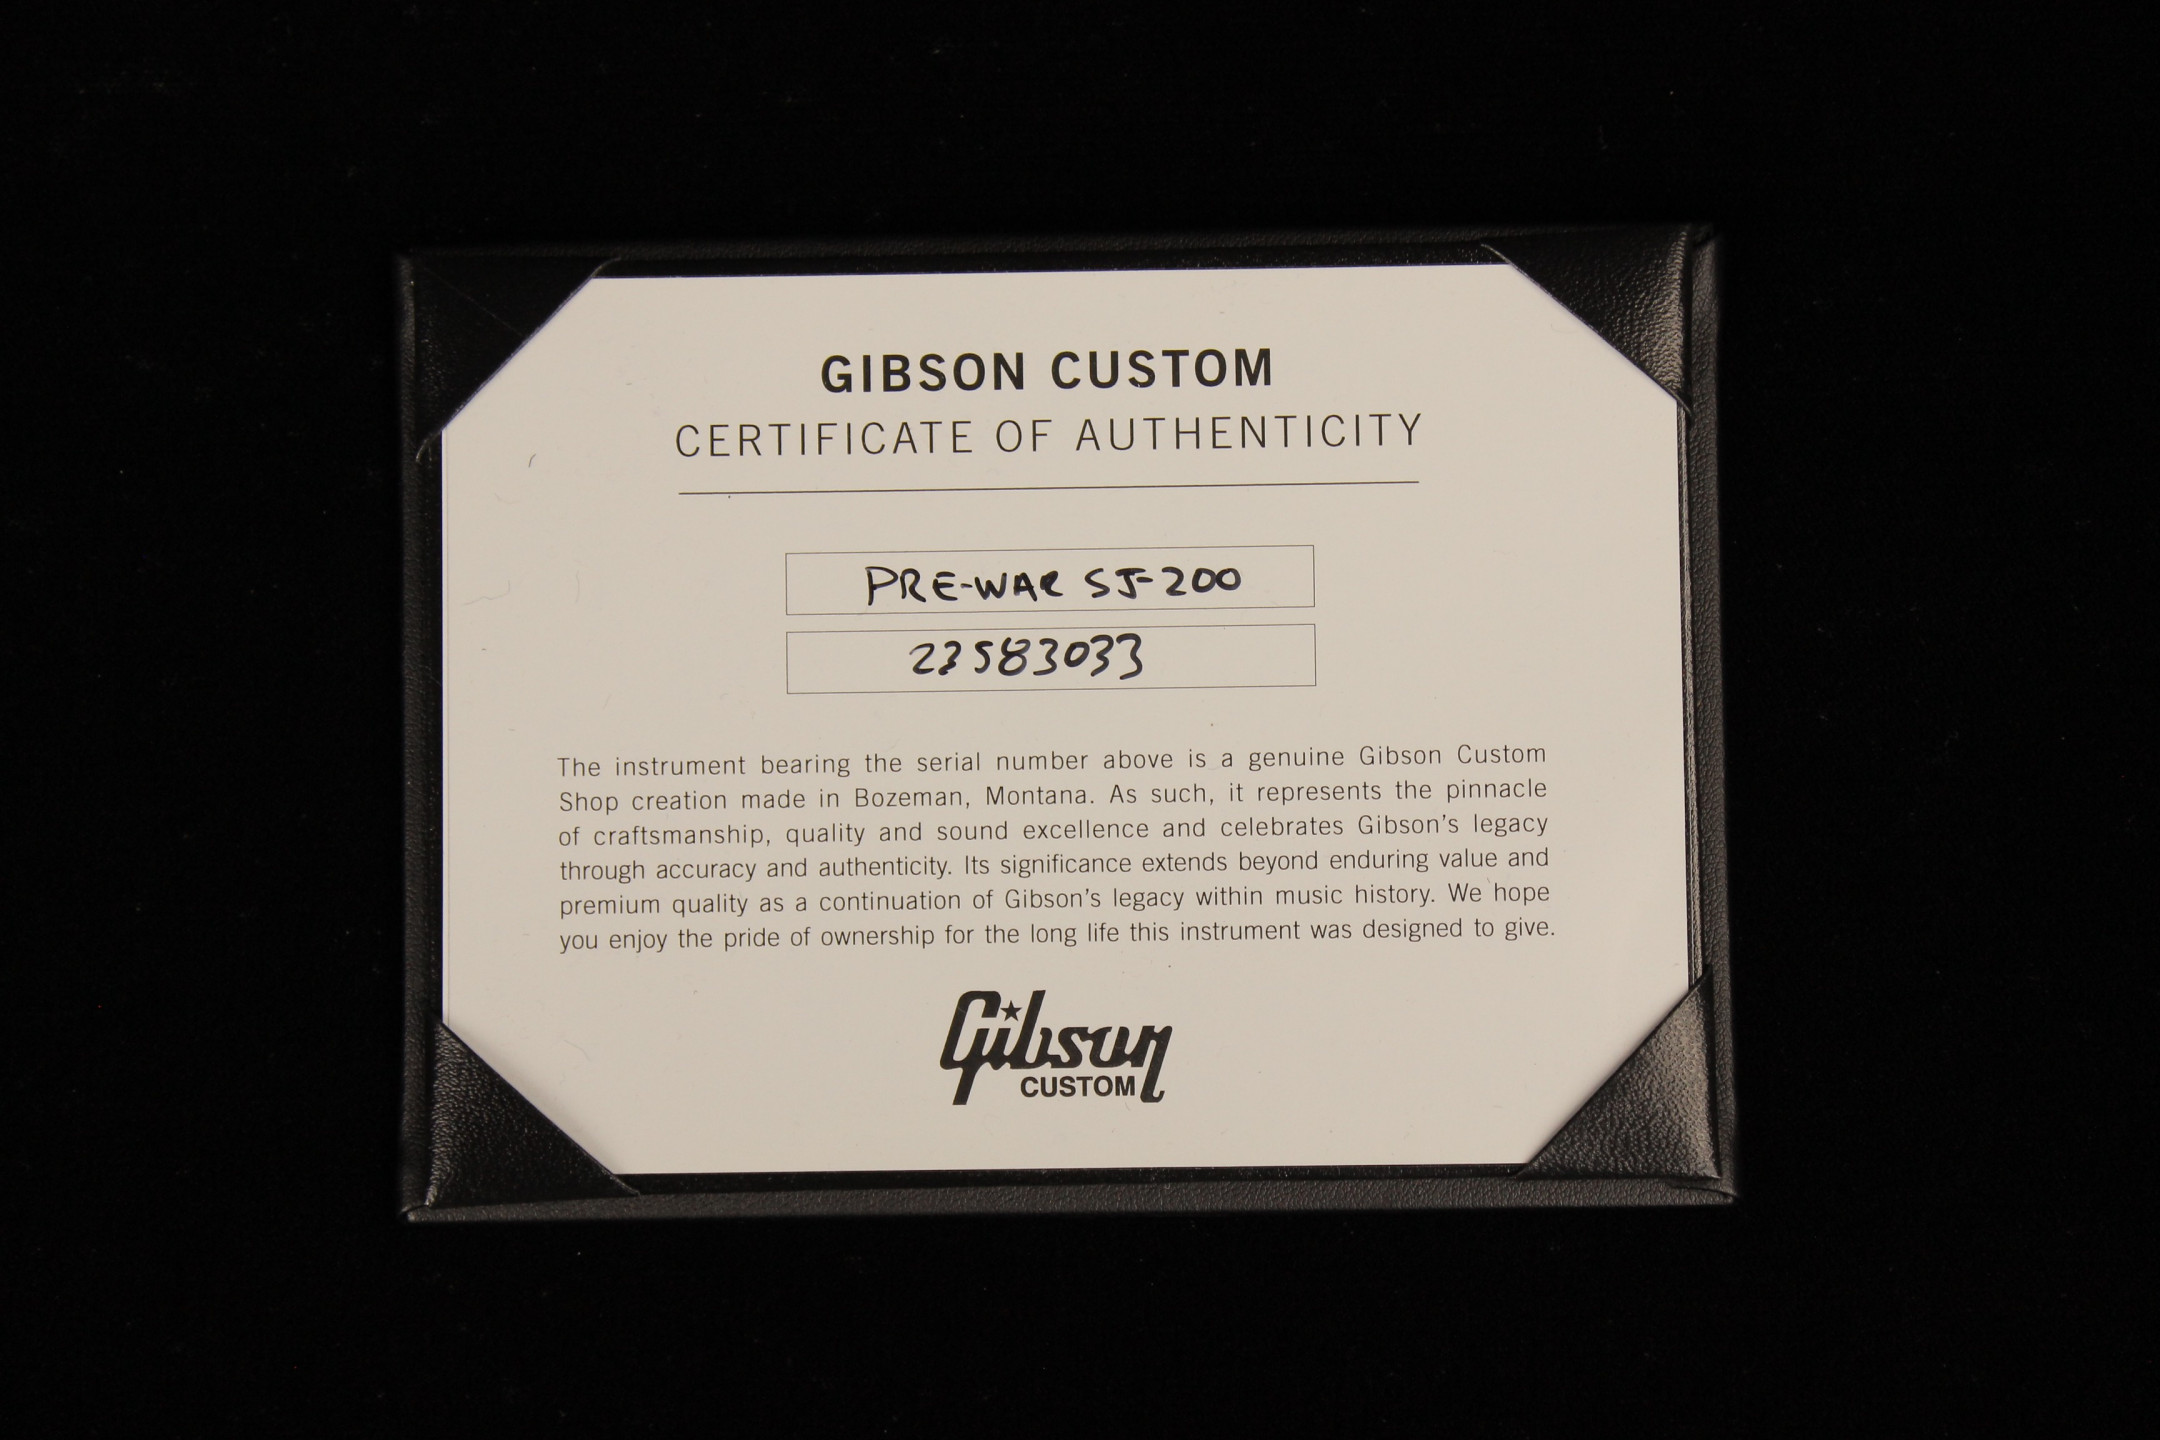 GIBSON CUSTOM
CERTIFICATE OF AUTHENTICITY
PRE-WAR SJ-200
23583033
The instrument bearing the serial number above is a genuine Gibson Custom
Shop creation made in Bozeman, Montana. As such, it represents the pinnacle
of craftsmanship, quality and sound excellence and celebrates Gibson's legacy
through accuracy and authenticity. Its significance extends beyond enduring value and
premium quality as a continuation of Gibson's legacy within music history. We hope
you enjoy the pride of ownership for the long life this instrument was designed to give.
Gibson
CUSTOM